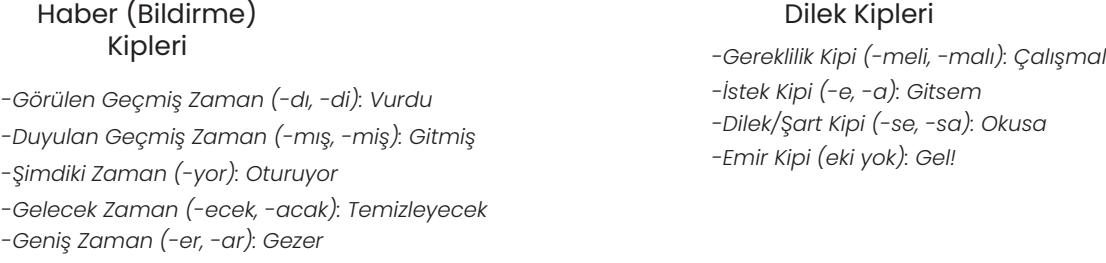 Haber (Bildirme)
Kipleri
-Görülen Geçmiş Zaman (-dı, -di): Vurdu
-Duyulan Geçmiş Zaman (-mış, -miş): Gitmiş
-Şimdiki Zaman (-yor): Oturuyor
-Gelecek Zaman (-ecek, -acak): Temizleyecek
-Geniş Zaman (-er, -ar): Gezer
Dilek Kipleri
-Gereklilik Kipi (-meli, -malı): Çalışmal
-İstek Kipi (-e, -a): Gitsem
-Dilek/Şart Kipi (-se, -sa): Okusa
-Emir Kipi (eki yok): Gel!